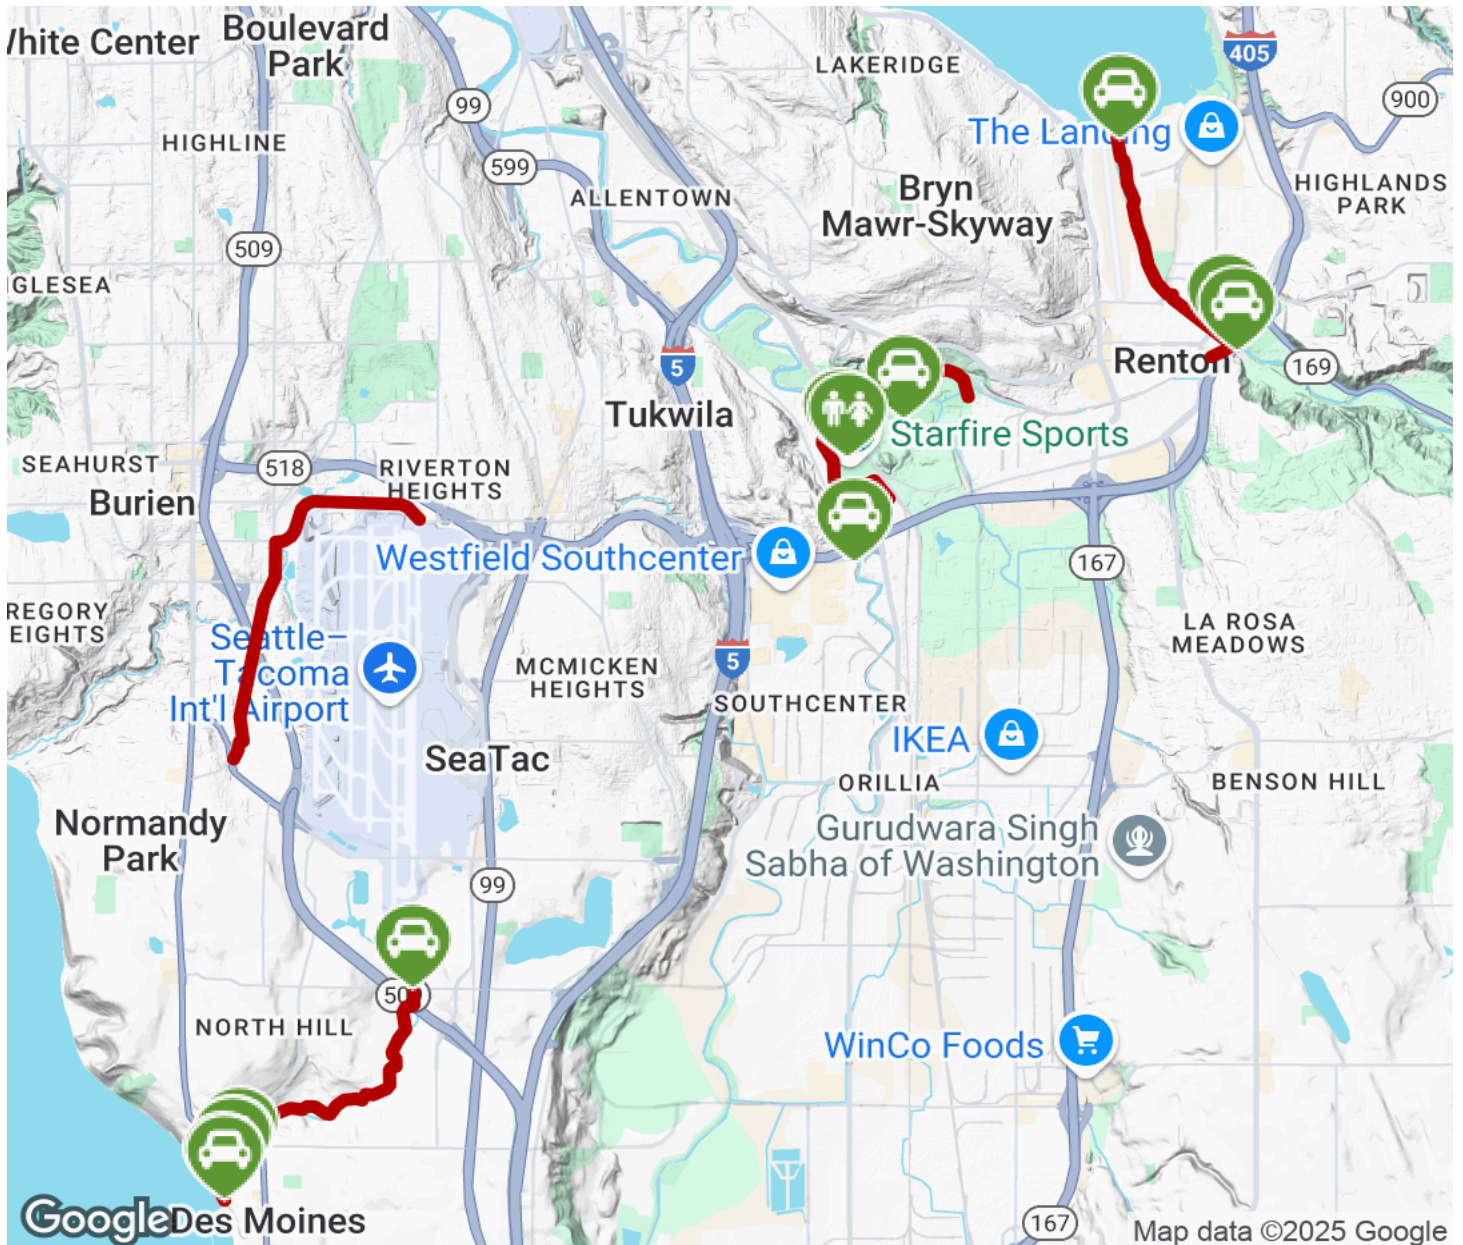 White Center
Boulevard
Park
LAKERIDGE
405
900
99
HIGHLINE
The Landing
599
ALLENTOWN
Bryn
Mawr-Skyway
HIGHLANDS
PARK
509
GLESEA
5
Renton
169
Tukwila
Starfire Sports
SEAHURST
518
RIVERTON
HEIGHTS
Burien
Westfield Southcenter
167
REGORY
EIGHTS
Seattle–
Tacoma
Int'l Airport
MCMICKEN
HEIGHTS
5
LA ROSA
MEADOWS
SOUTHCENTER
IKEA
SeaTac
ORILLIA
BENSON HILL
Normandy
Park
Gurudwara Singh
Sabha of Washington
99
509
NORTH HILL
WinCo Foods
Google
Des Moines
167
Map data ©2025 Google